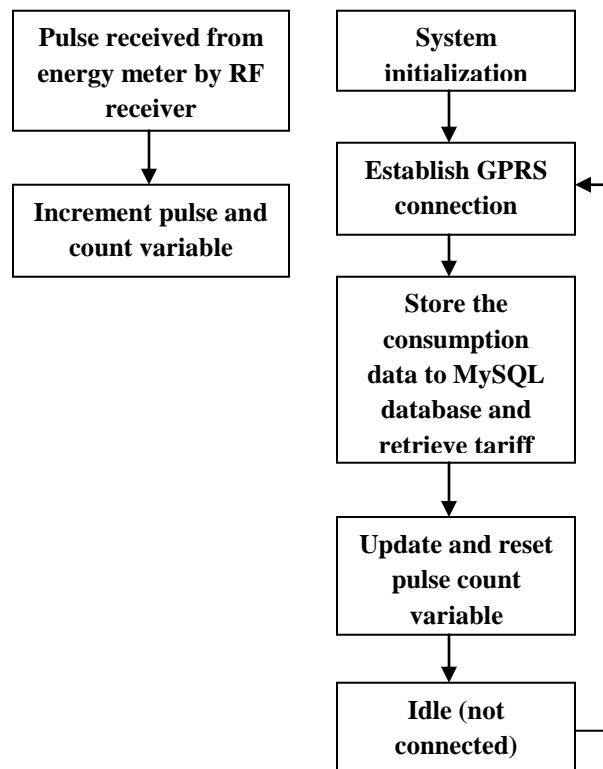 Pulse received from
energy meter by RF
receiver
Increment pulse and
count variable
System
initialization
Establish GPRS
connection
Store the
consumption
data to MySQL
database and
retrieve tariff
Update and reset
pulse count
variable
Idle (not
connected)